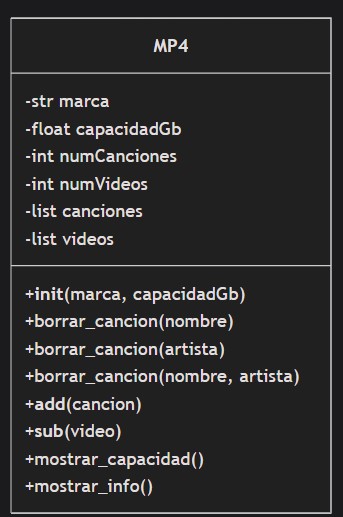 MP4
-str marca
-float capacidadGb
-int numCanciones
-int numVideos
-list canciones
-list videos
+init(marca, capacidadGb)
+borrar_cancion(nombre)
+borrar_cancion(artista)
+borrar_cancion(nombre, artista)
+add(cancion)
+sub(video)
+mostrar_capacidad()
+mostrar_info()